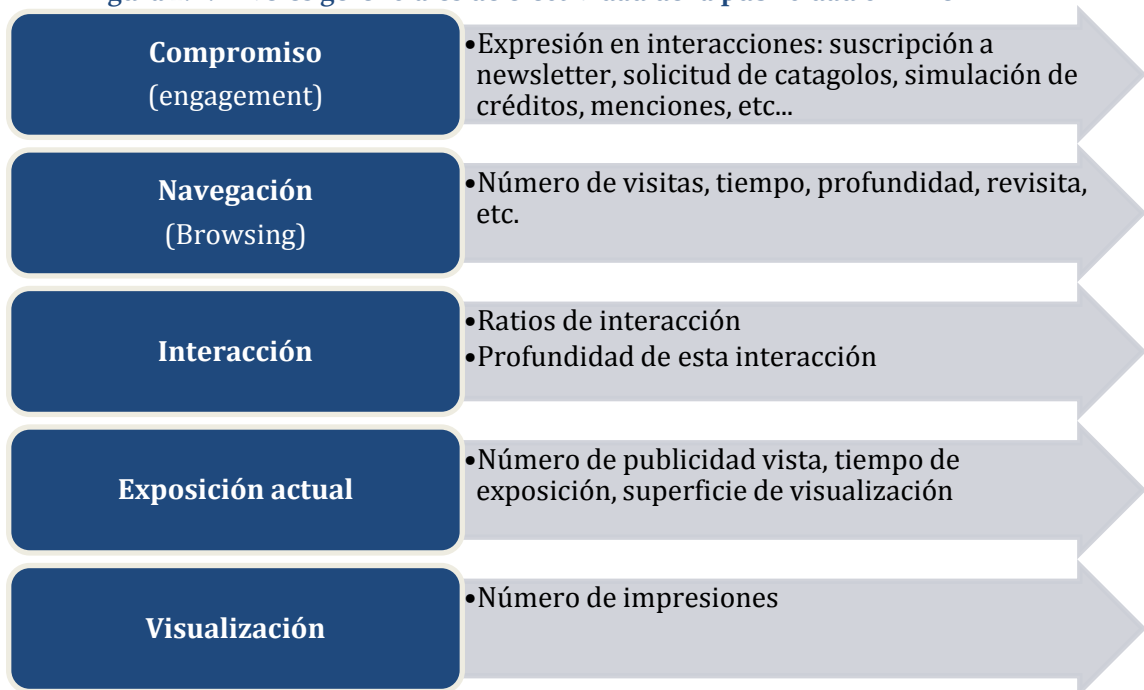 Compromiso
(engagement)
•Expresión en interacciones: suscripción a
newsletter, solicitud de catagolos, simulación de
créditos, menciones, etc...
Navegación
(Browsing)
•Número de visitas, tiempo, profundidad, revisita,
etc.
Interacción
•Ratios de interacción
•Profundidad de esta interacción
Exposición actual
•Número de publicidad vista, tiempo de
exposición, superficie de visualización
Visualización
•Número de impresiones